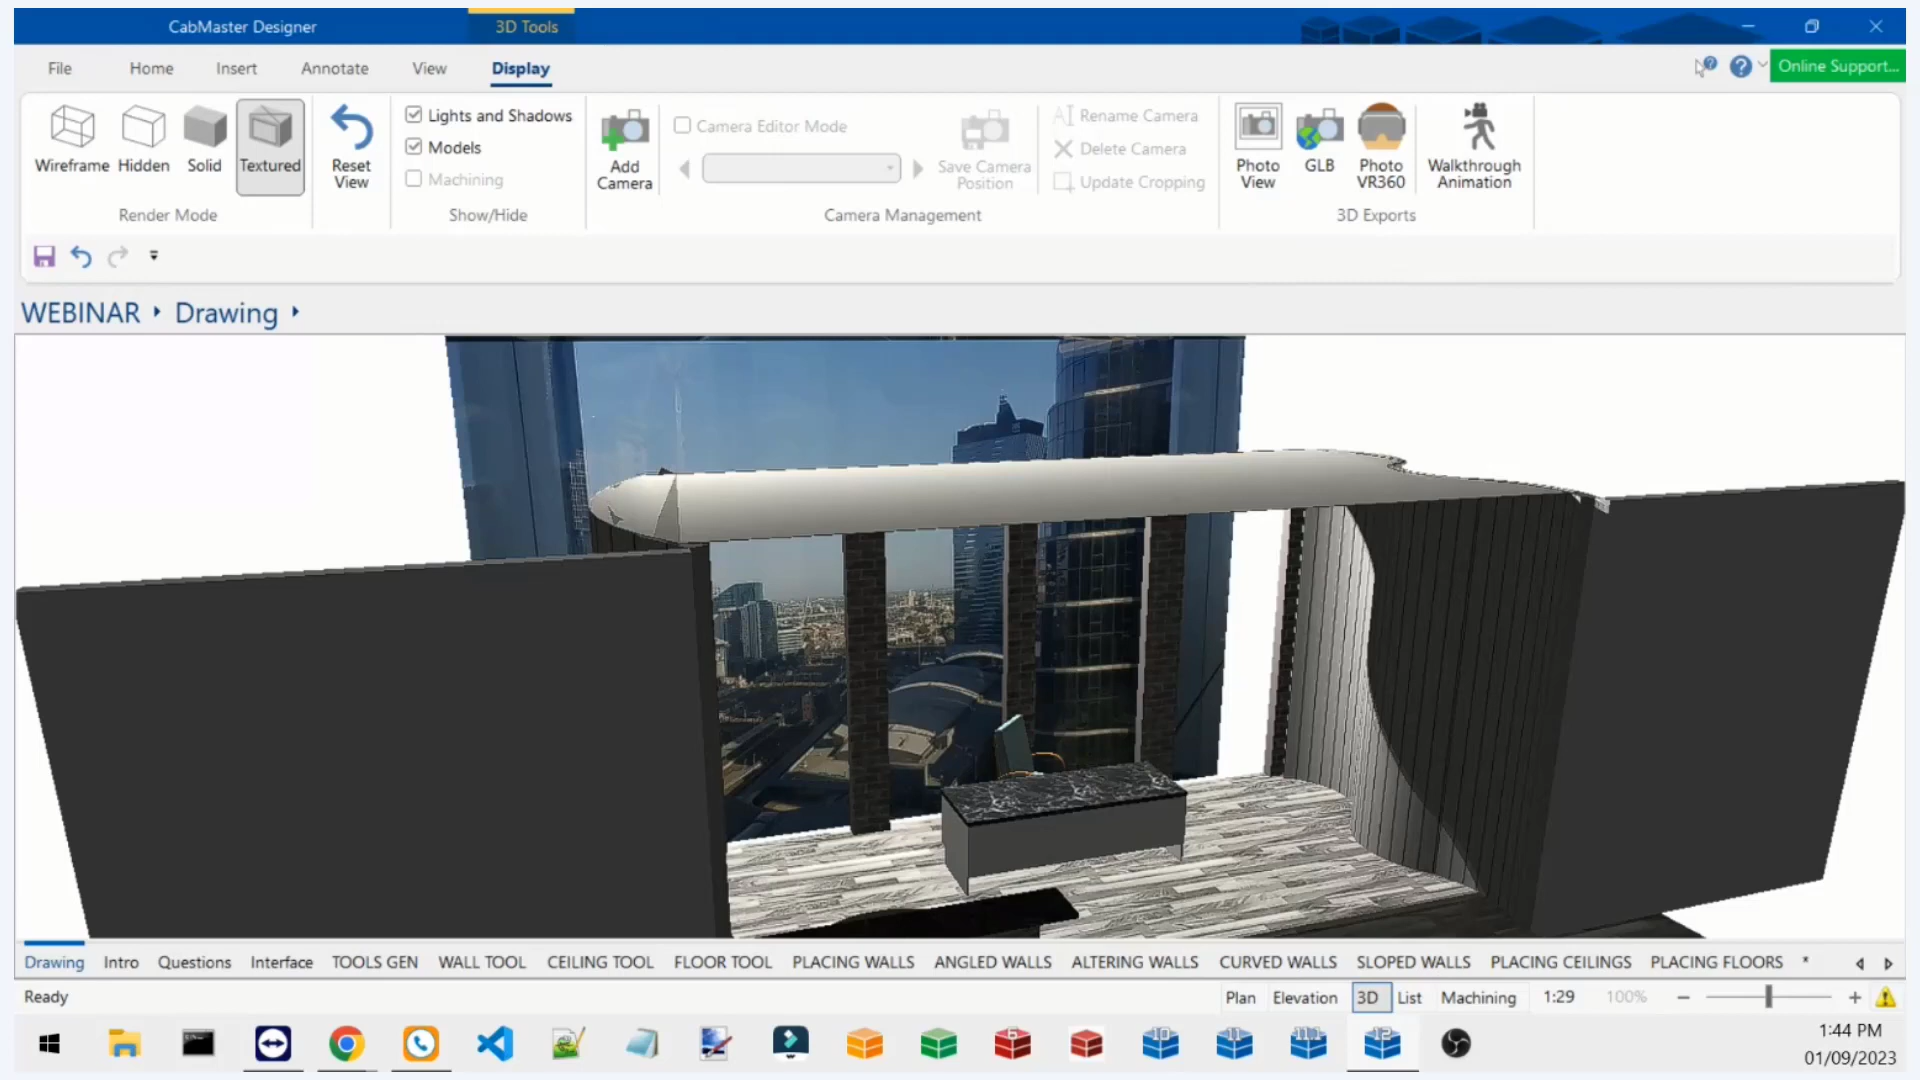 CabMaster Designer
3D Tools
File Home Insert Annotate View Display
Online Support...
Wireframe Hidden Solid Textured
Render Mode
Reset View
Lights and Shadows
Models
Machining
Show/Hide
Add Camera
Camera Editor Mode
Save Camera Position
Rename Camera
Delete Camera
Update Cropping
Camera Management
Photo View
GLB
Photo VR360
Walkthrough Animation
3D Exports
WEBINAR Drawing
Drawing Intro Questions Interface TOOLS GEN WALL TOOL CEILING TOOL FLOOR TOOL PLACING WALLS ANGLED WALLS ALTERING WALLS CURVED WALLS SLOPED WALLS PLACING CEILINGS PLACING FLOORS *
Ready
Plan Elevation 3D List Machining 1:29 100%
1:44 PM
01/09/2023